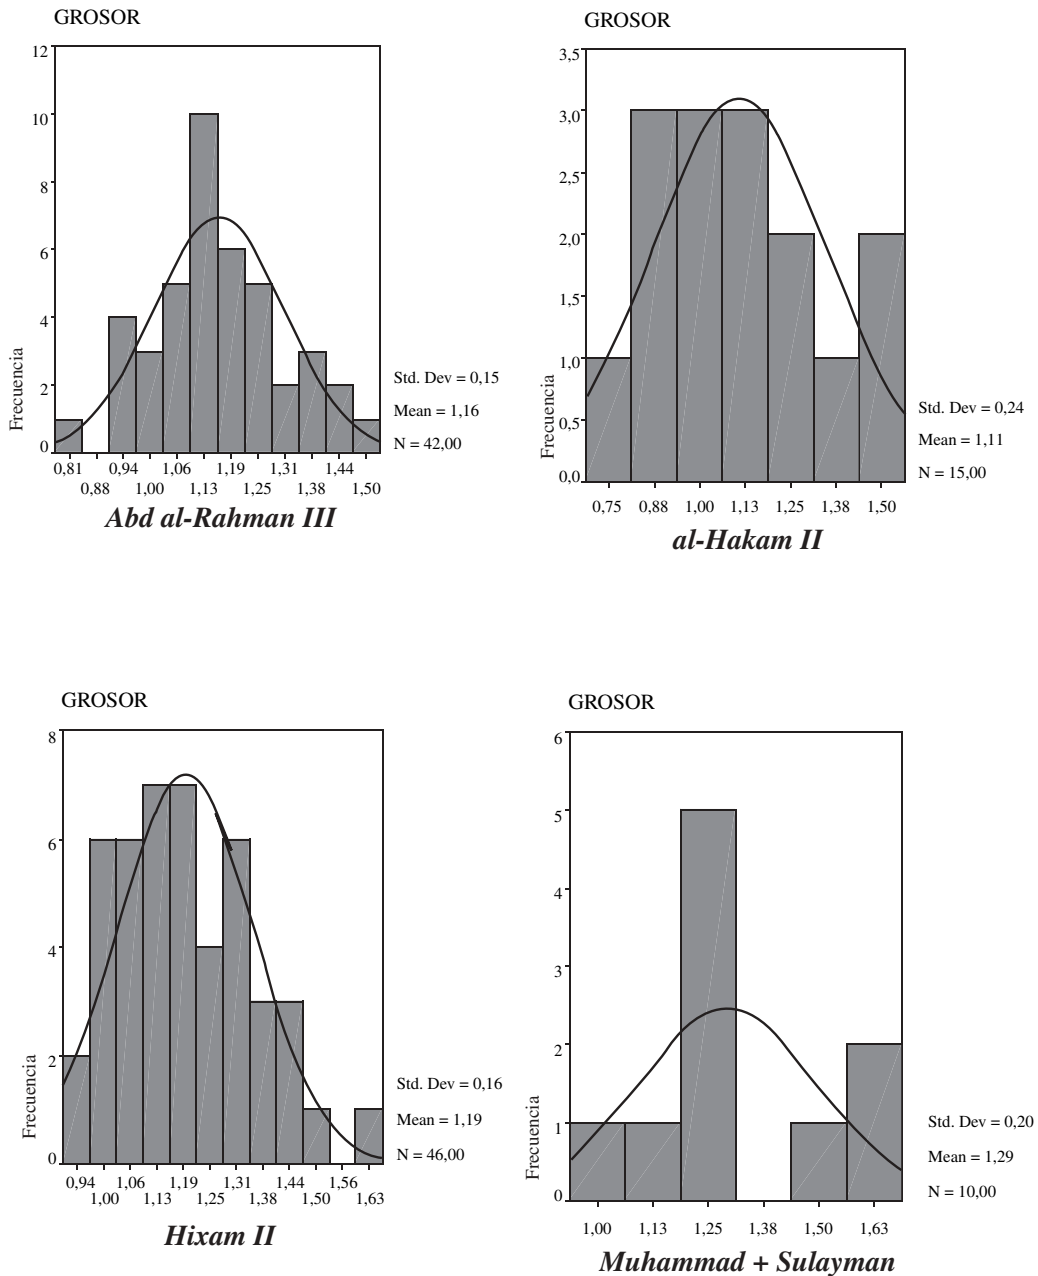 GROSOR
12
10
8
6
4
2
0
Frecuencia
0,81 0,94 1,06 1,19 1,31 1,44
0,88 1,00 1,13 1,25 1,38 1,50
Std. Dev = 0,15
Mean = 1,16
N = 42,00
Abd al-Rahman III
GROSOR
3,5
3,0
2,5
2,0
1,5
1,0
0,5
0,0
Frecuencia
0,75 0,88 1,00 1,13 1,25 1,38 1,50
Std. Dev = 0,24
Mean = 1,11
N = 15,00
al-Hakam II
GROSOR
8
6
4
2
0
Frecuencia
0,94 1,06 1,19 1,31 1,44 1,56
1,00 1,13 1,25 1,38 1,50 1,63
Std. Dev = 0,16
Mean = 1,19
N = 46,00
Hixam II
GROSOR
6
5
4
3
2
1
0
Frecuencia
1,00 1,13 1,25 1,38 1,50 1,63
Std. Dev = 0,20
Mean = 1,29
N = 10,00
Muhammad + Sulayman